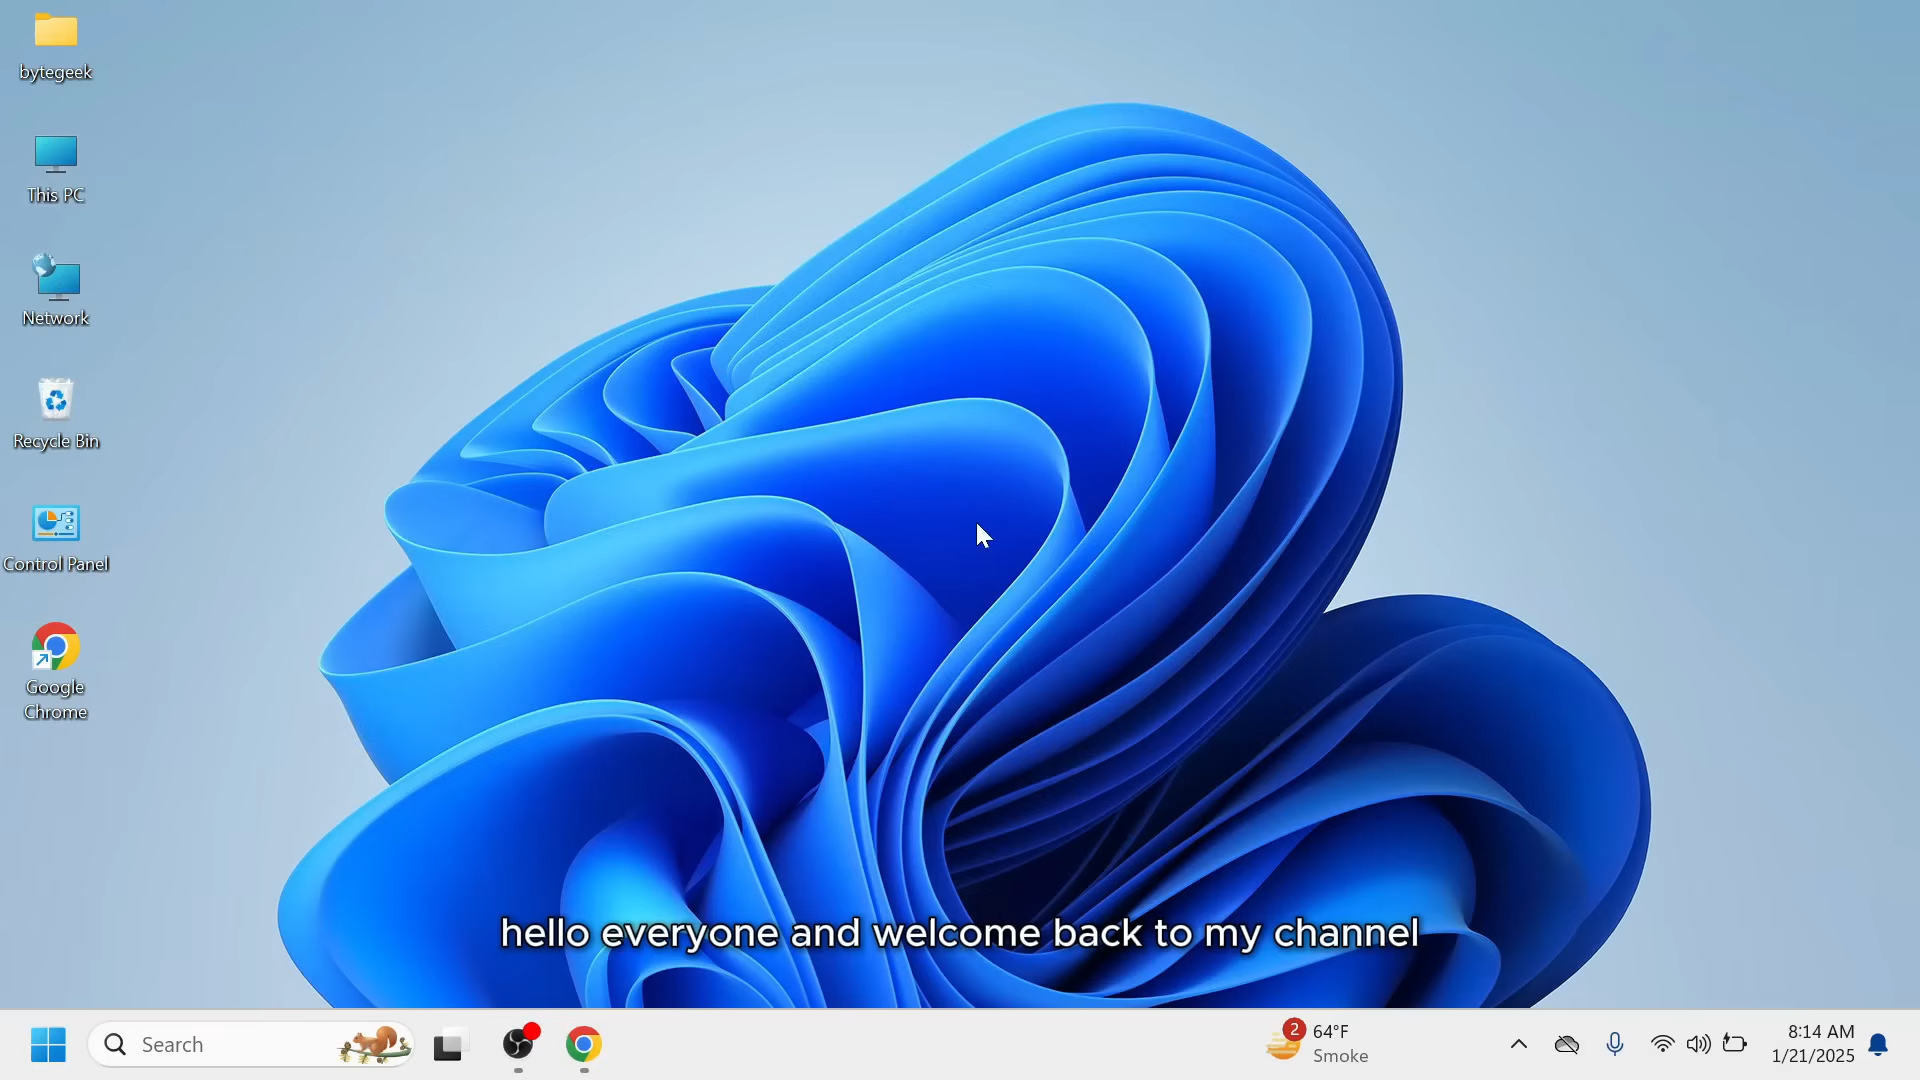 bytegeek
This PC
Network
Recycle Bin
Control Panel
Google
Chrome
hello everyone and welcome back to my channel
Search
2
64°F
Smoke
8:14 AM
1/21/2025